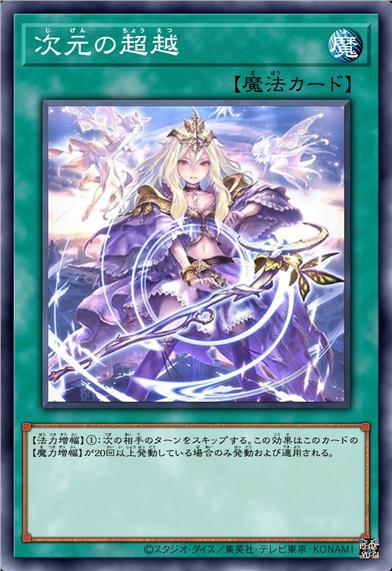 次元の超越
魔
【魔法カード】
【法力増幅】①：次の相手のターンをスキップする。この効果はこのカードの
【魔力増幅】が20回以上発動している場合のみ発動および適用される。
©スタジオ・ダイス／集英社・テレビ東京・KONAMI